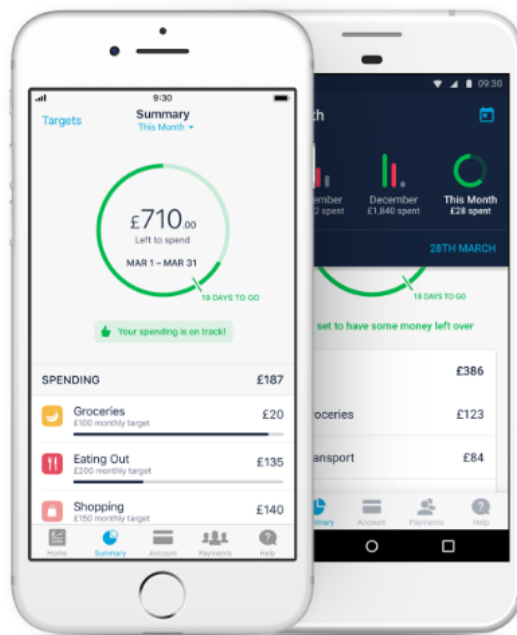 9:30
Targets
Summary
This Month
£710.00
Left to spend
MAR 1 – MAR 31
19 DAYS TO GO
Your spending is on track!
SPENDING £187
Groceries £20
£100 monthly target
Eating Out £135
£200 monthly target
Shopping £140
£150 monthly target
Home Summary Account Payments Help
09:30
December This Month
£1,840 spent £28 spent
28TH MARCH
18 DAYS TO GO
set to have some money left over
£386
£123
£84
Account Payments Help